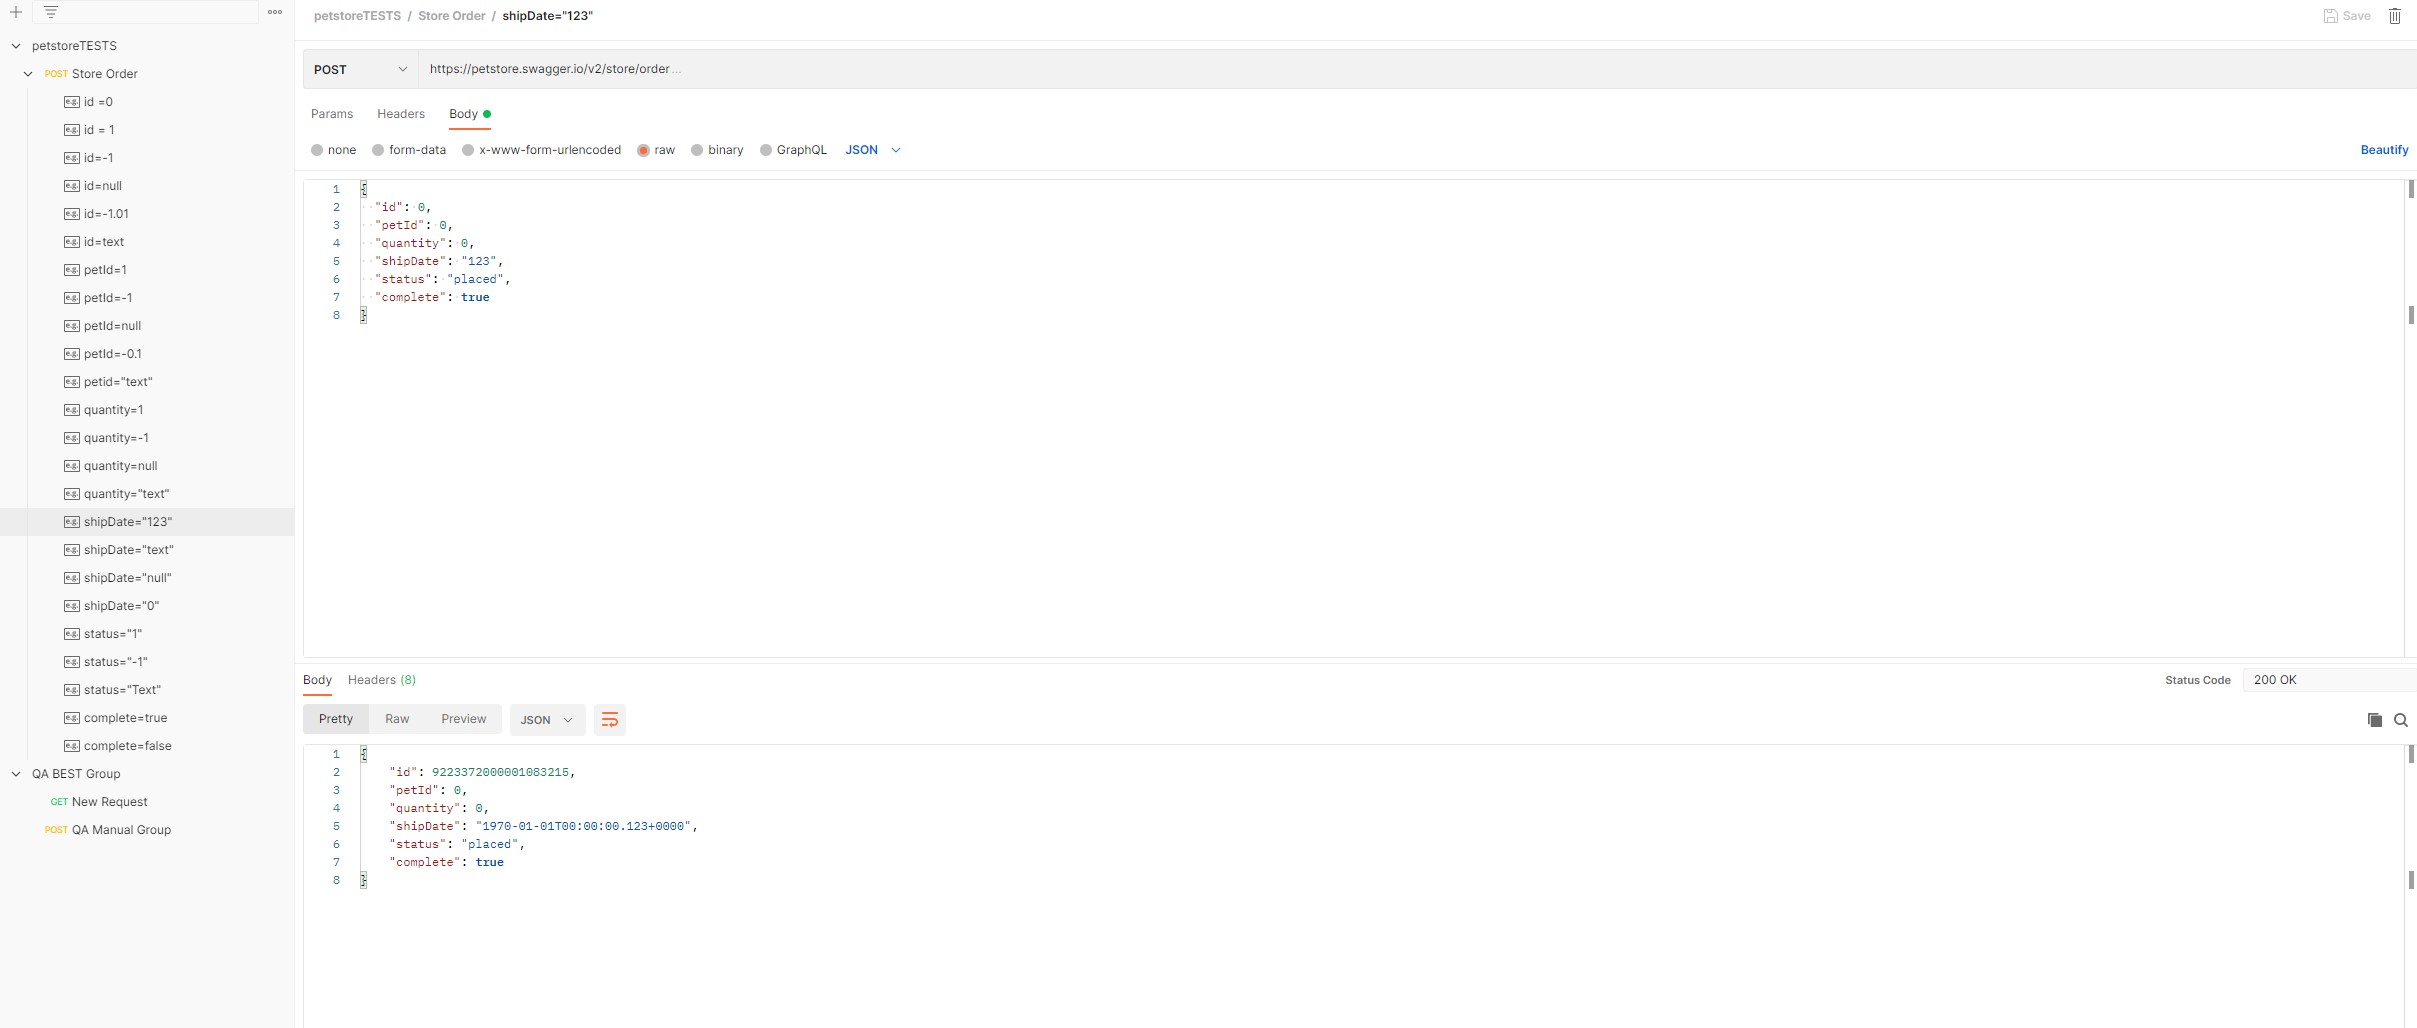 petstoreTESTS
POST Store Order
e.g. id =0
e.g. id = 1
e.g. id=-1
e.g. id=null
e.g. id=-1.01
e.g. id=text
e.g. petId=1
e.g. petId=-1
e.g. petId=null
e.g. petId=-0.1
e.g. petid="text"
e.g. quantity=1
e.g. quantity=-1
e.g. quantity=null
e.g. quantity="text"
e.g. shipDate="123"
e.g. shipDate="text"
e.g. shipDate="null"
e.g. shipDate="0"
e.g. status="1"
e.g. status="-1"
e.g. status="Text"
e.g. complete=true
e.g. complete=false
QA BEST Group
GET New Request
POST QA Manual Group
petstoreTESTS / Store Order / shipDate="123"
Save
POST https://petstore.swagger.io/v2/store/order ...
Params Headers Body
none form-data x-www-form-urlencoded raw binary GraphQL JSON Beautify
1 {
2 "id": 0,
3 "petId": 0,
4 "quantity": 0,
5 "shipDate": "123",
6 "status": "placed",
7 "complete": true
8 }
Body Headers (8) Status Code 200 OK
Pretty Raw Preview JSON
1 {
2 "id": 9223372000001083215,
3 "petId": 0,
4 "quantity": 0,
5 "shipDate": "1970-01-01T00:00:00.123+0000",
6 "status": "placed",
7 "complete": true
8 }